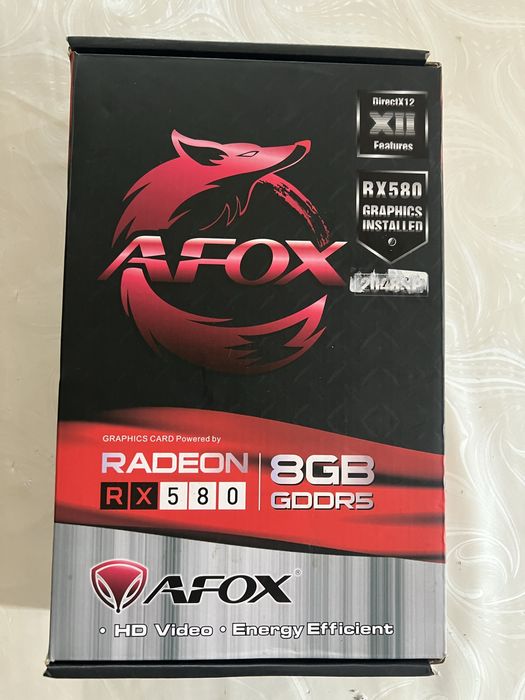 DirectX12
XII
Features
RX580
GRAPHICS
INSTALLED
2048SP
AFOX
GRAPHICS CARD Powered by
RADEON
RX580
8GB
GDDR5
AFOX®
• HD Video • Energy Efficient